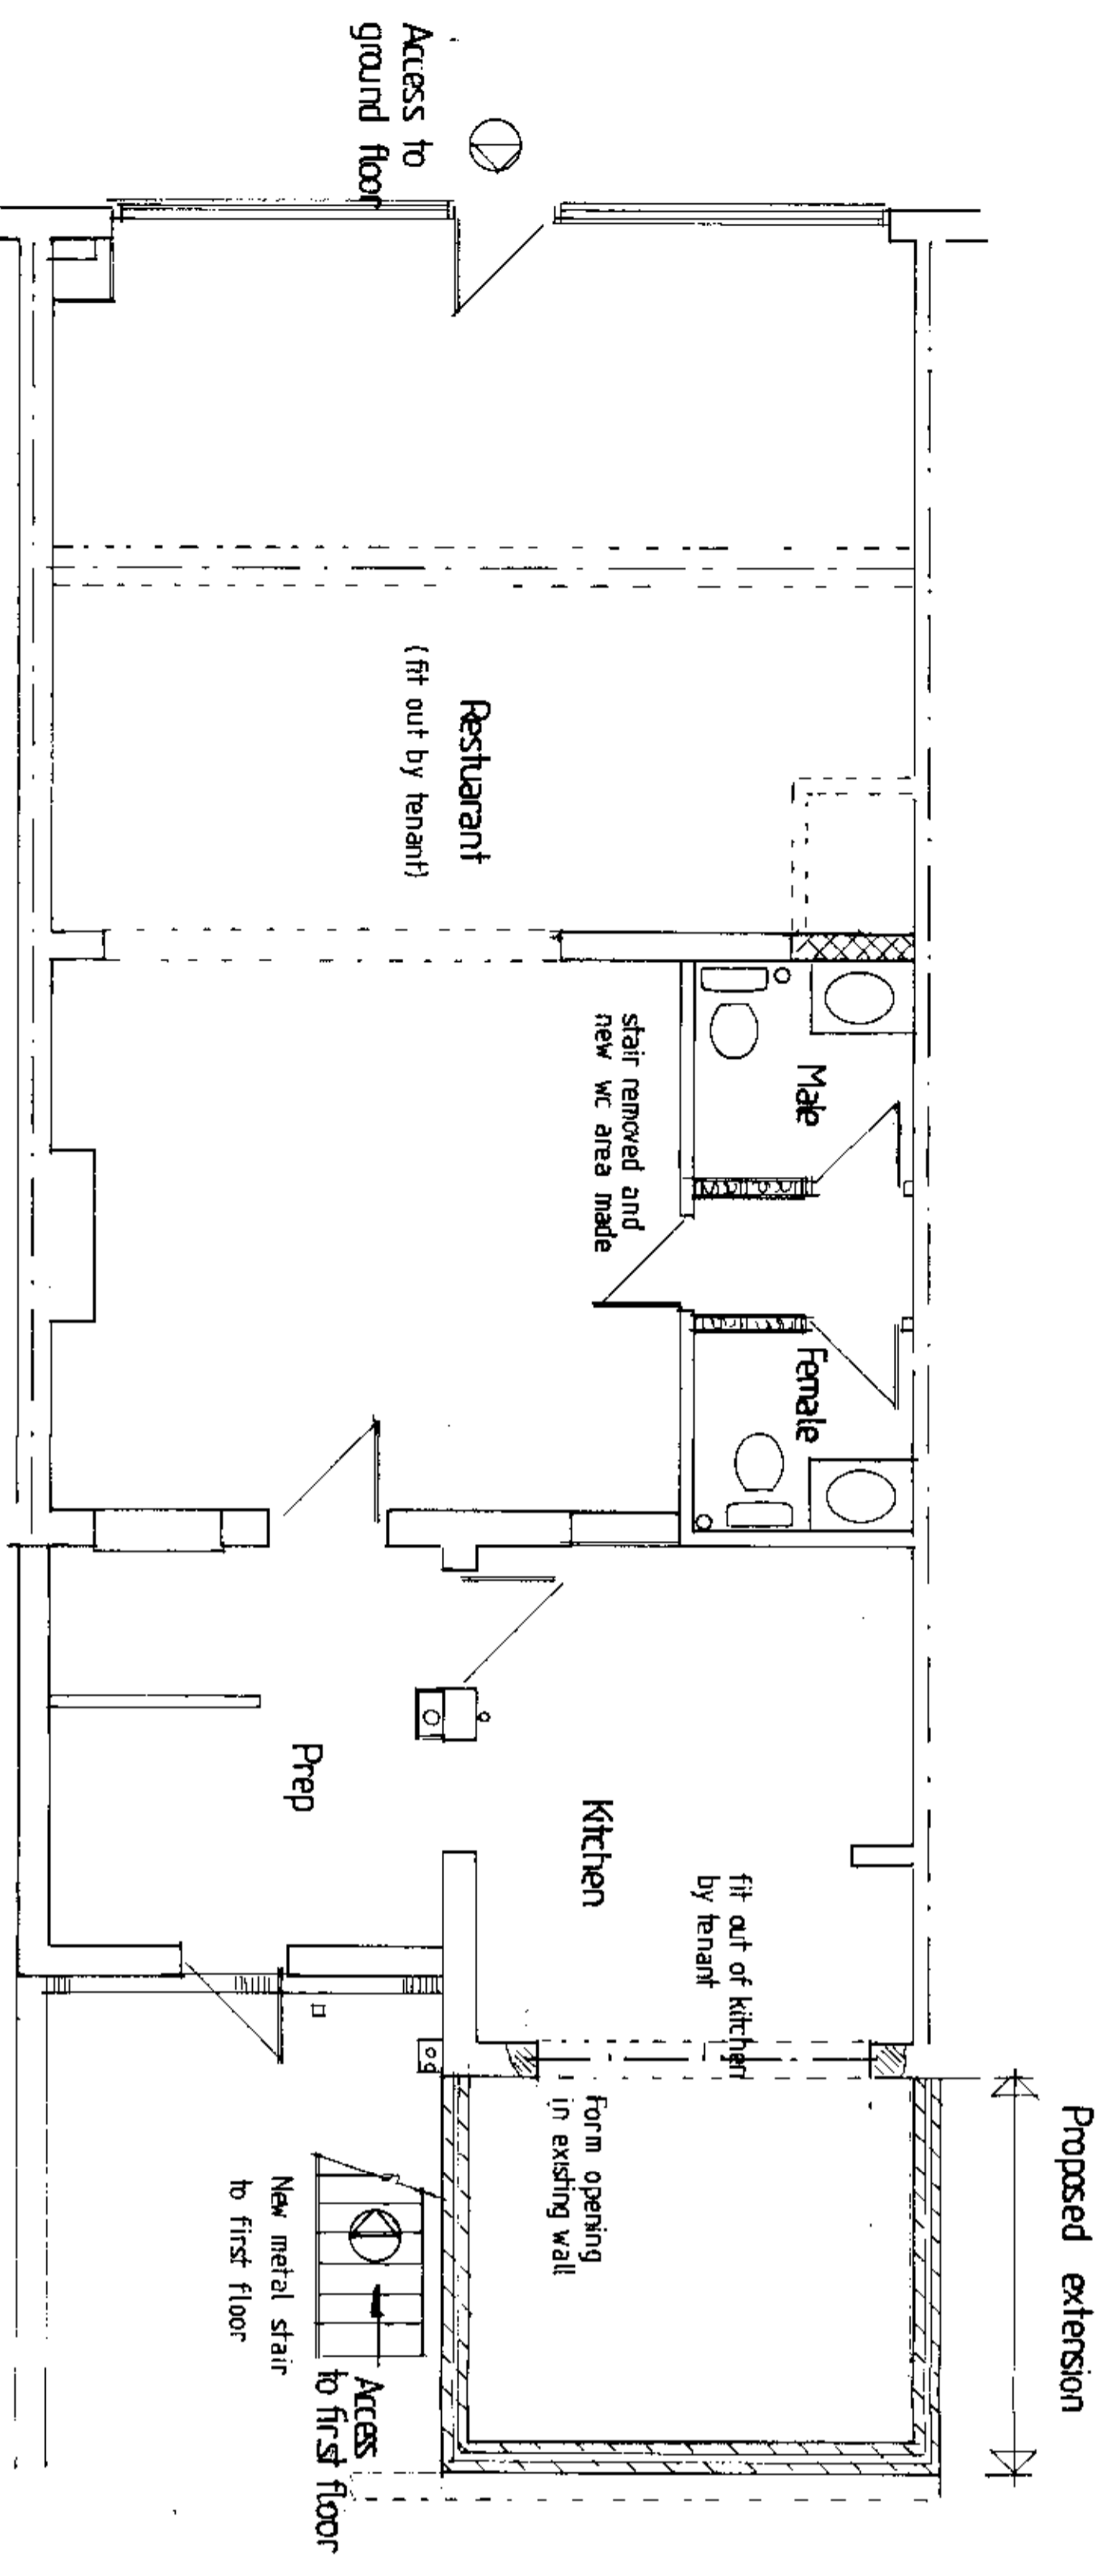 Access to
ground floor
Restuarant
(fit out by tenant)
stair removed and
new wc area made
Male
Female
Prep
Kitchen
fit out of kitchen
by tenant
Form opening
in existing wall
Proposed extension
New metal stair
to first floor
Access
to first floor